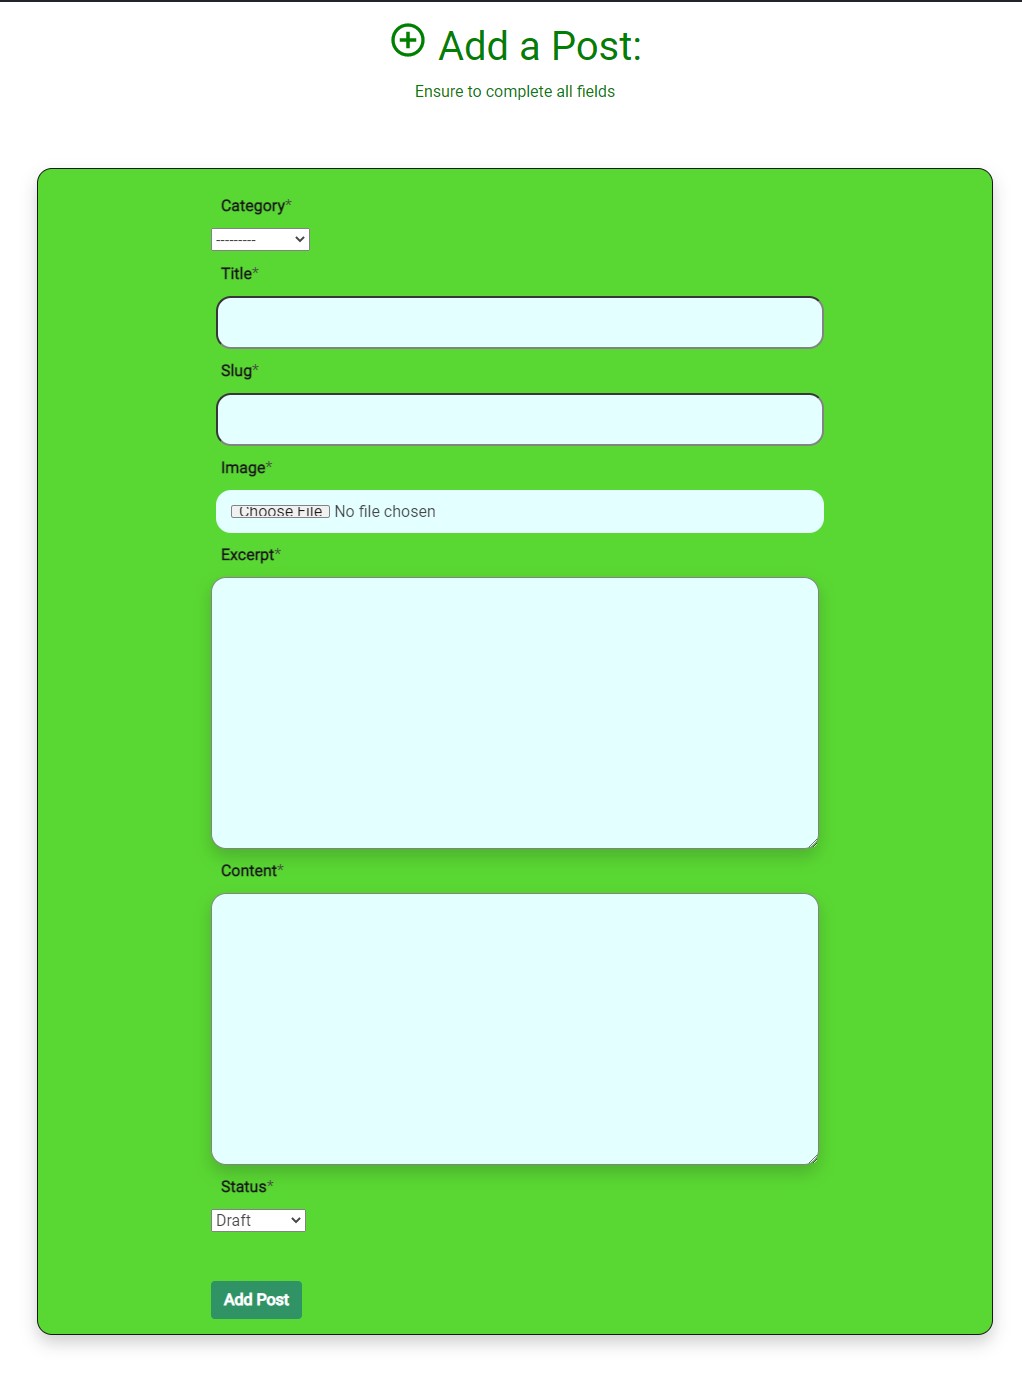 Add a Post:
Ensure to complete all fields
Category*
---------
Title*
Slug*
Image*
Choose File No file chosen
Excerpt*
Content*
Status*
Draft
Add Post